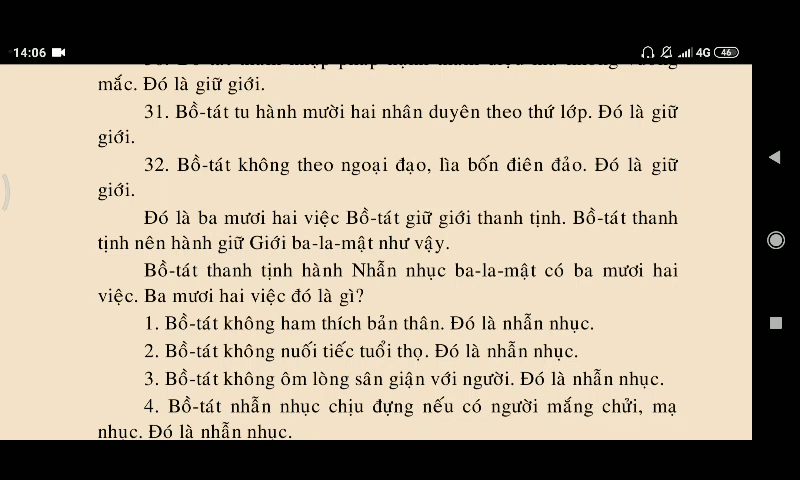 14:06
4G 46
mắc. Đó là giữ giới.
31. Bồ-tát tu hành mười hai nhân duyên theo thứ lớp. Đó là giữ
giới.
32. Bồ-tát không theo ngoại đạo, lìa bốn điên đảo. Đó là giữ
giới.
Đó là ba mươi hai việc Bồ-tát giữ giới thanh tịnh. Bồ-tát thanh
tịnh nên hành giữ Giới ba-la-mật như vậy.
Bồ-tát thanh tịnh hành Nhẫn nhục ba-la-mật có ba mươi hai
việc. Ba mươi hai việc đó là gì?
1. Bồ-tát không ham thích bản thân. Đó là nhẫn nhục.
2. Bồ-tát không nuối tiếc tuổi thọ. Đó là nhẫn nhục.
3. Bồ-tát không ôm lòng sân giận với người. Đó là nhẫn nhục.
4. Bồ-tát nhẫn nhục chịu đựng nếu có người mắng chửi, mạ
nhục. Đó là nhẫn nhục.